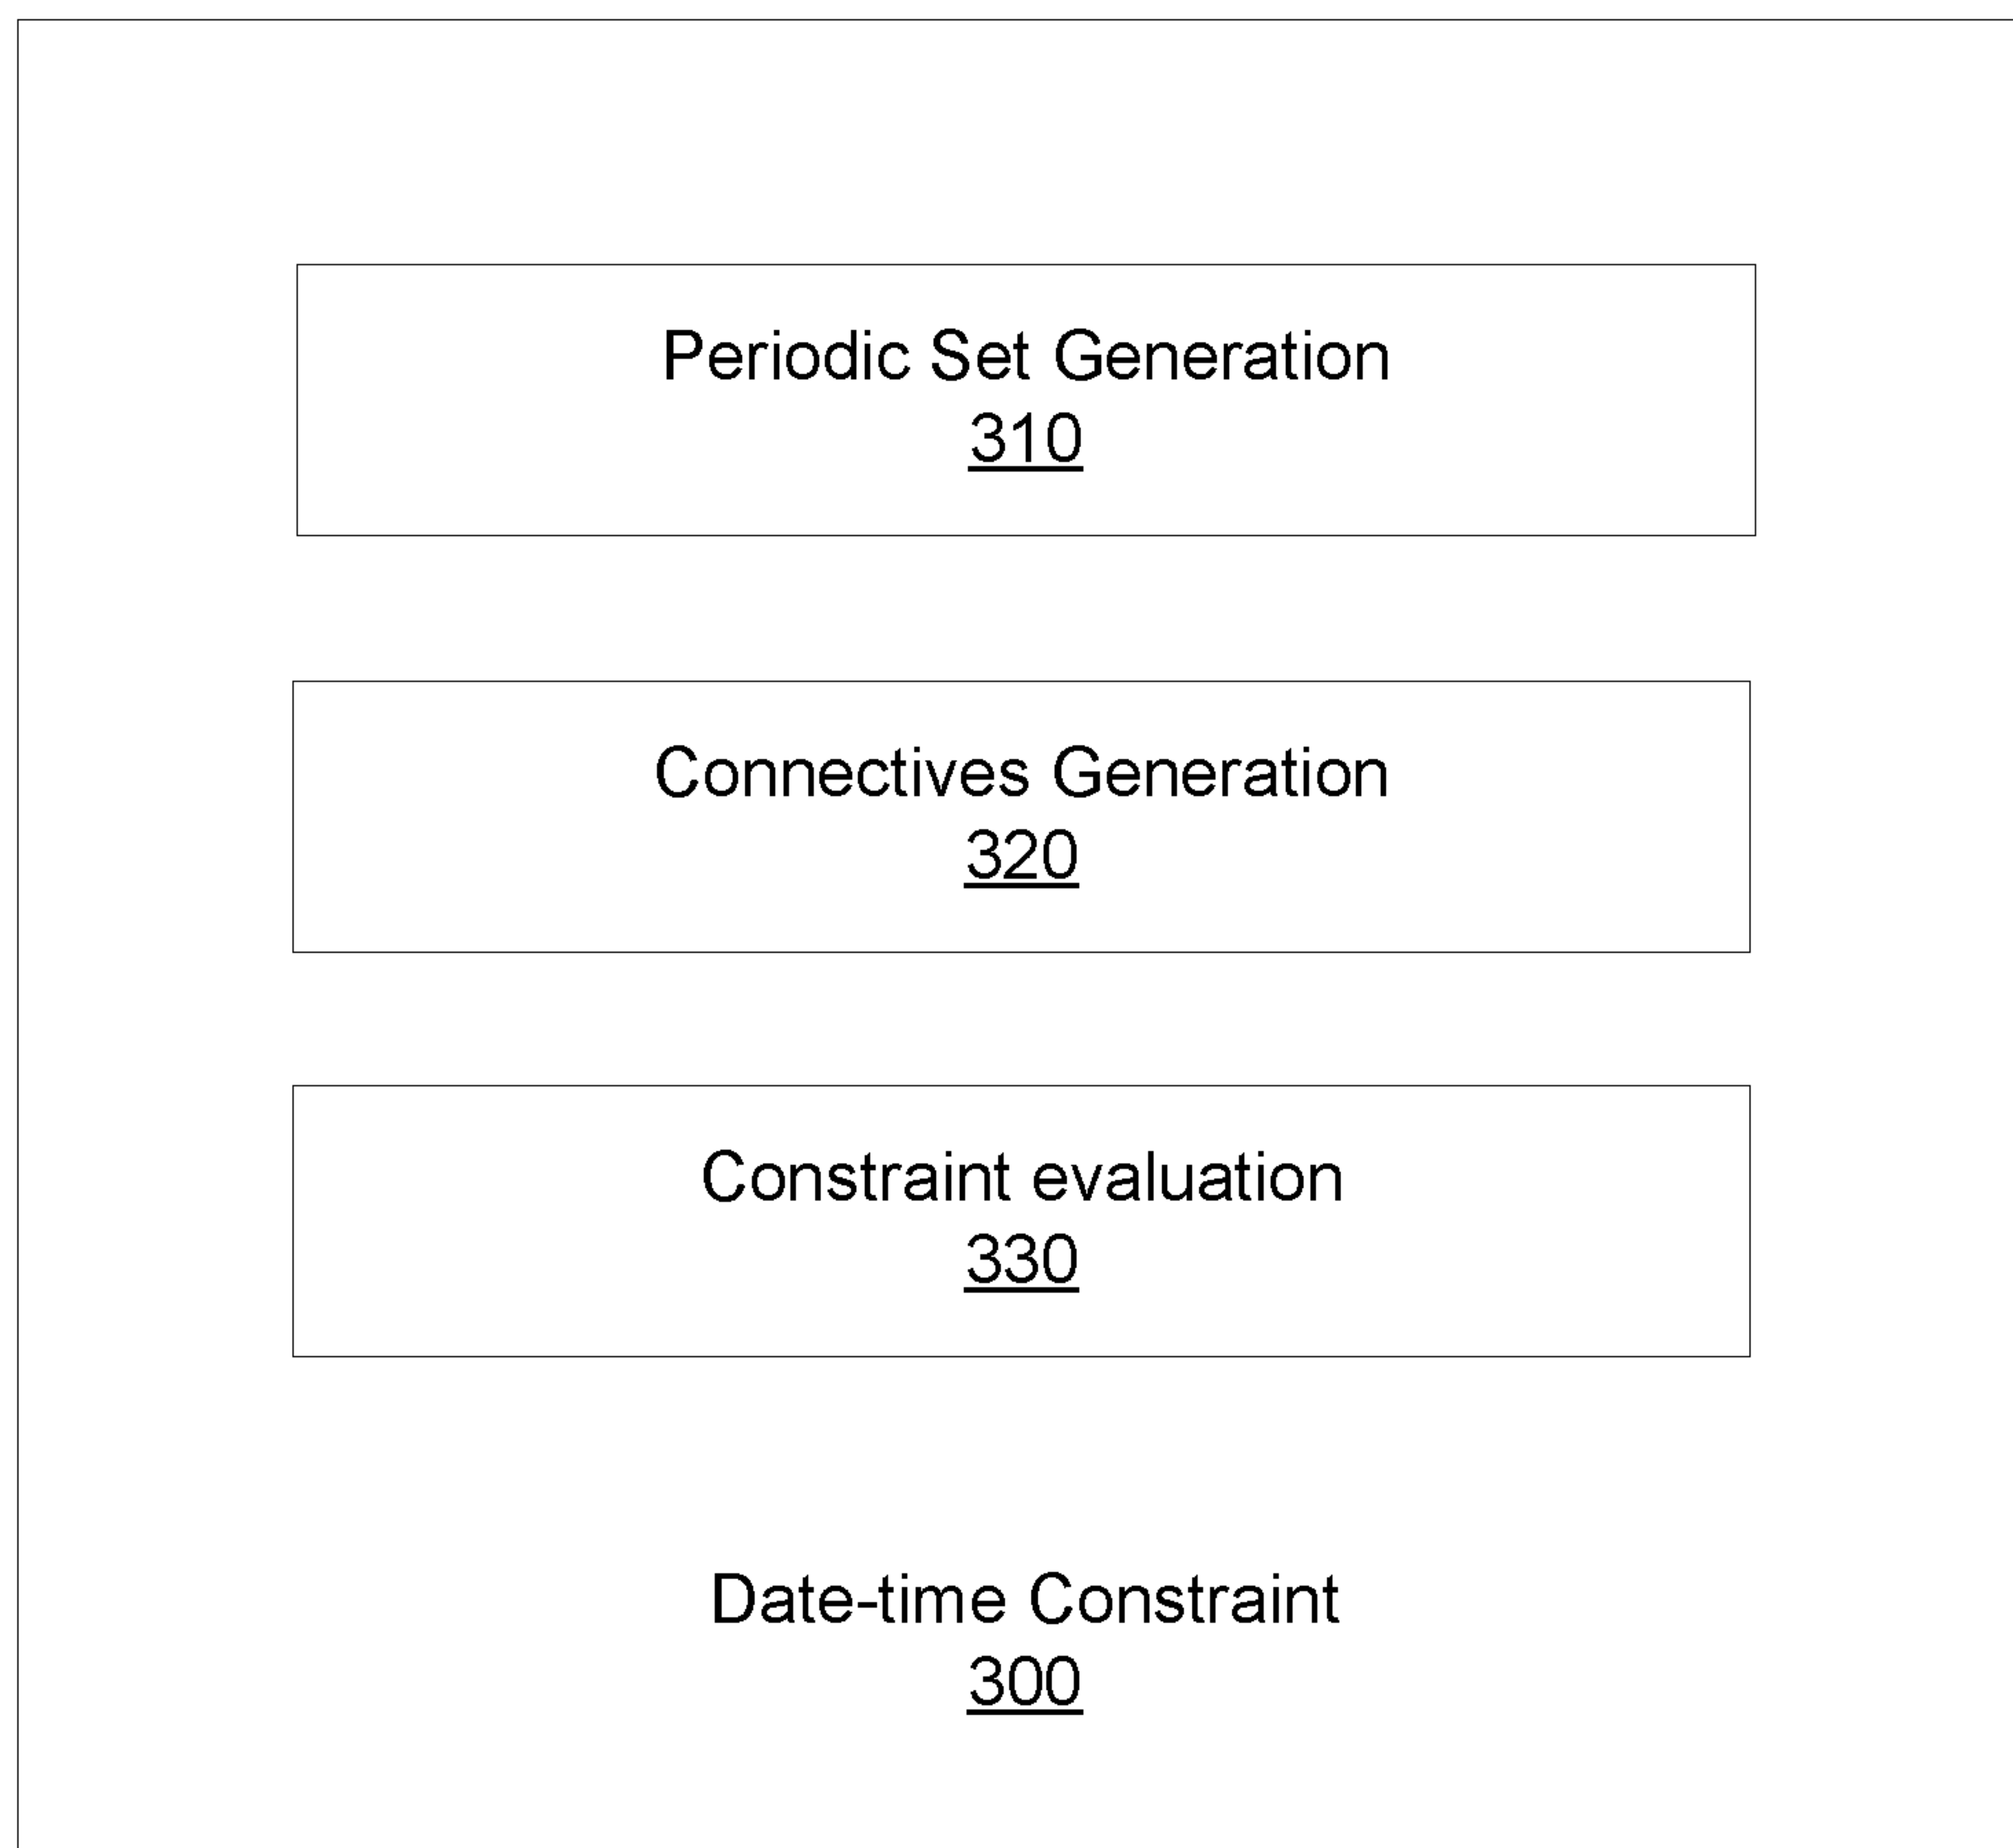 Periodic Set Generation
310
Connectives Generation
320
Constraint evaluation
330
Date-time Constraint
300